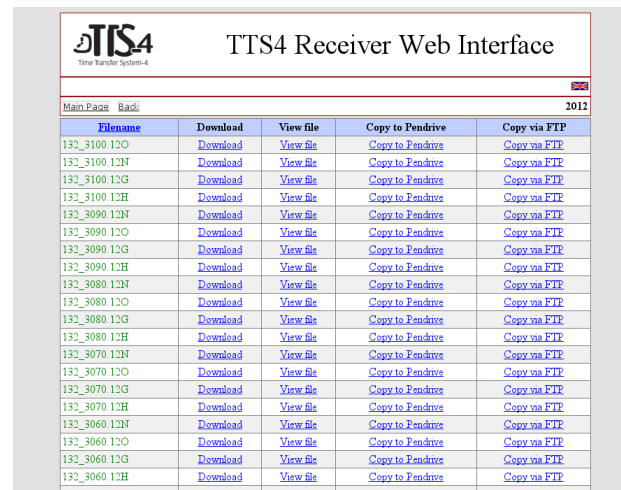 TTS4
Time Transfer System-4
TTS4 Receiver Web Interface
Main Page Back 2012
Filename Download View file Copy to Pendrive Copy via FTP
132_3100.12O Download View file Copy to Pendrive Copy via FTP
132_3100.12N Download View file Copy to Pendrive Copy via FTP
132_3100.12G Download View file Copy to Pendrive Copy via FTP
132_3100.12H Download View file Copy to Pendrive Copy via FTP
132_3090.12N Download View file Copy to Pendrive Copy via FTP
132_3090.12O Download View file Copy to Pendrive Copy via FTP
132_3090.12G Download View file Copy to Pendrive Copy via FTP
132_3090.12H Download View file Copy to Pendrive Copy via FTP
132_3080.12N Download View file Copy to Pendrive Copy via FTP
132_3080.12O Download View file Copy to Pendrive Copy via FTP
132_3080.12G Download View file Copy to Pendrive Copy via FTP
132_3080.12H Download View file Copy to Pendrive Copy via FTP
132_3070.12N Download View file Copy to Pendrive Copy via FTP
132_3070.12O Download View file Copy to Pendrive Copy via FTP
132_3070.12G Download View file Copy to Pendrive Copy via FTP
132_3070.12H Download View file Copy to Pendrive Copy via FTP
132_3060.12N Download View file Copy to Pendrive Copy via FTP
132_3060.12O Download View file Copy to Pendrive Copy via FTP
132_3060.12G Download View file Copy to Pendrive Copy via FTP
132_3060.12H Download View file Copy to Pendrive Copy via FTP